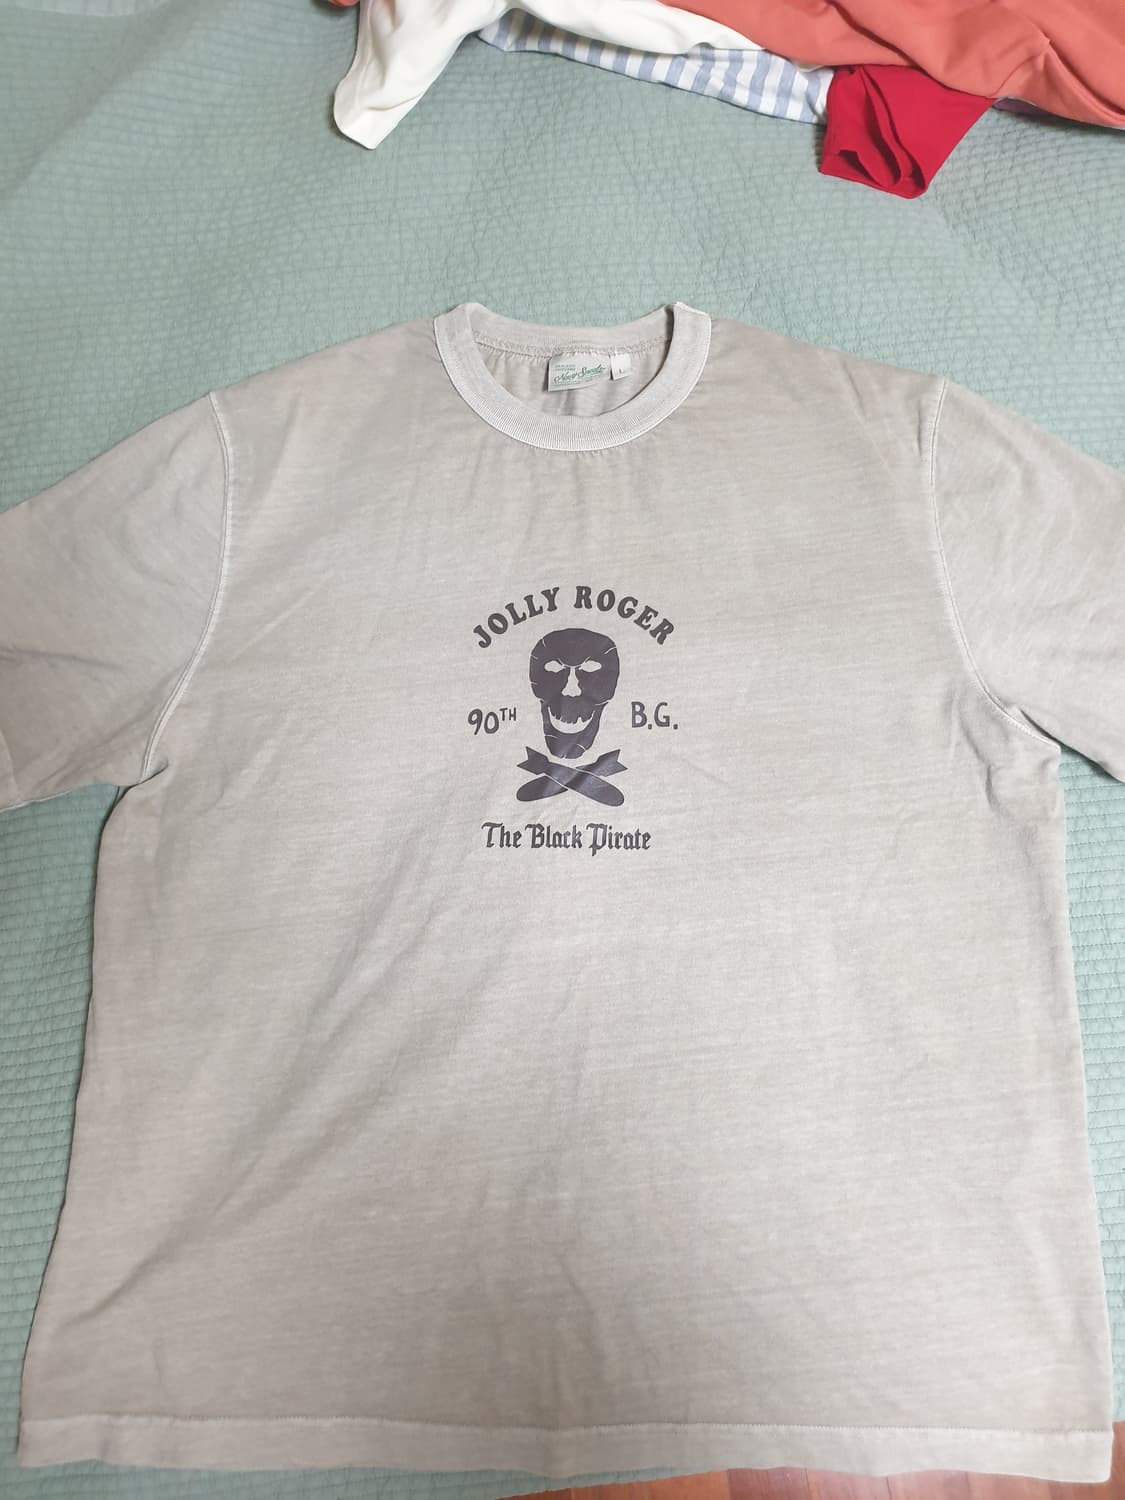 L
JOLLY ROGER
90TH B.G.
The Black Pirate